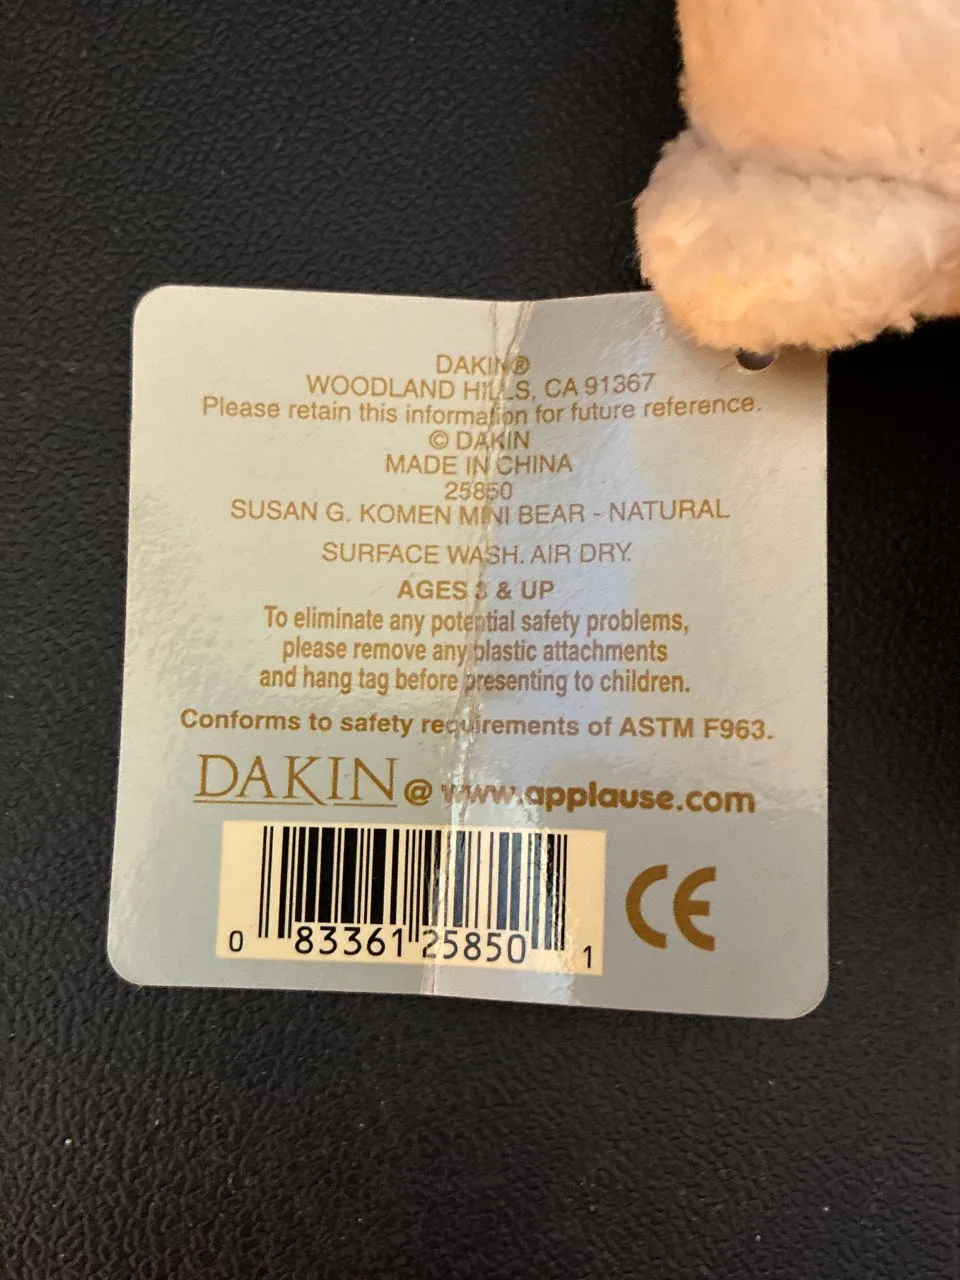 DAKIN®
WOODLAND HILLS, CA 91367
Please retain this information for future reference.
© DAKIN
MADE IN CHINA
25850
SUSAN G. KOMEN MINI BEAR - NATURAL
SURFACE WASH. AIR DRY.
AGES 3 & UP
To eliminate any potential safety problems,
please remove any plastic attachments
and hang tag before presenting to children.
Conforms to safety requirements of ASTM F963.
DAKIN @ www.applause.com
CE
0 83361 25850 1